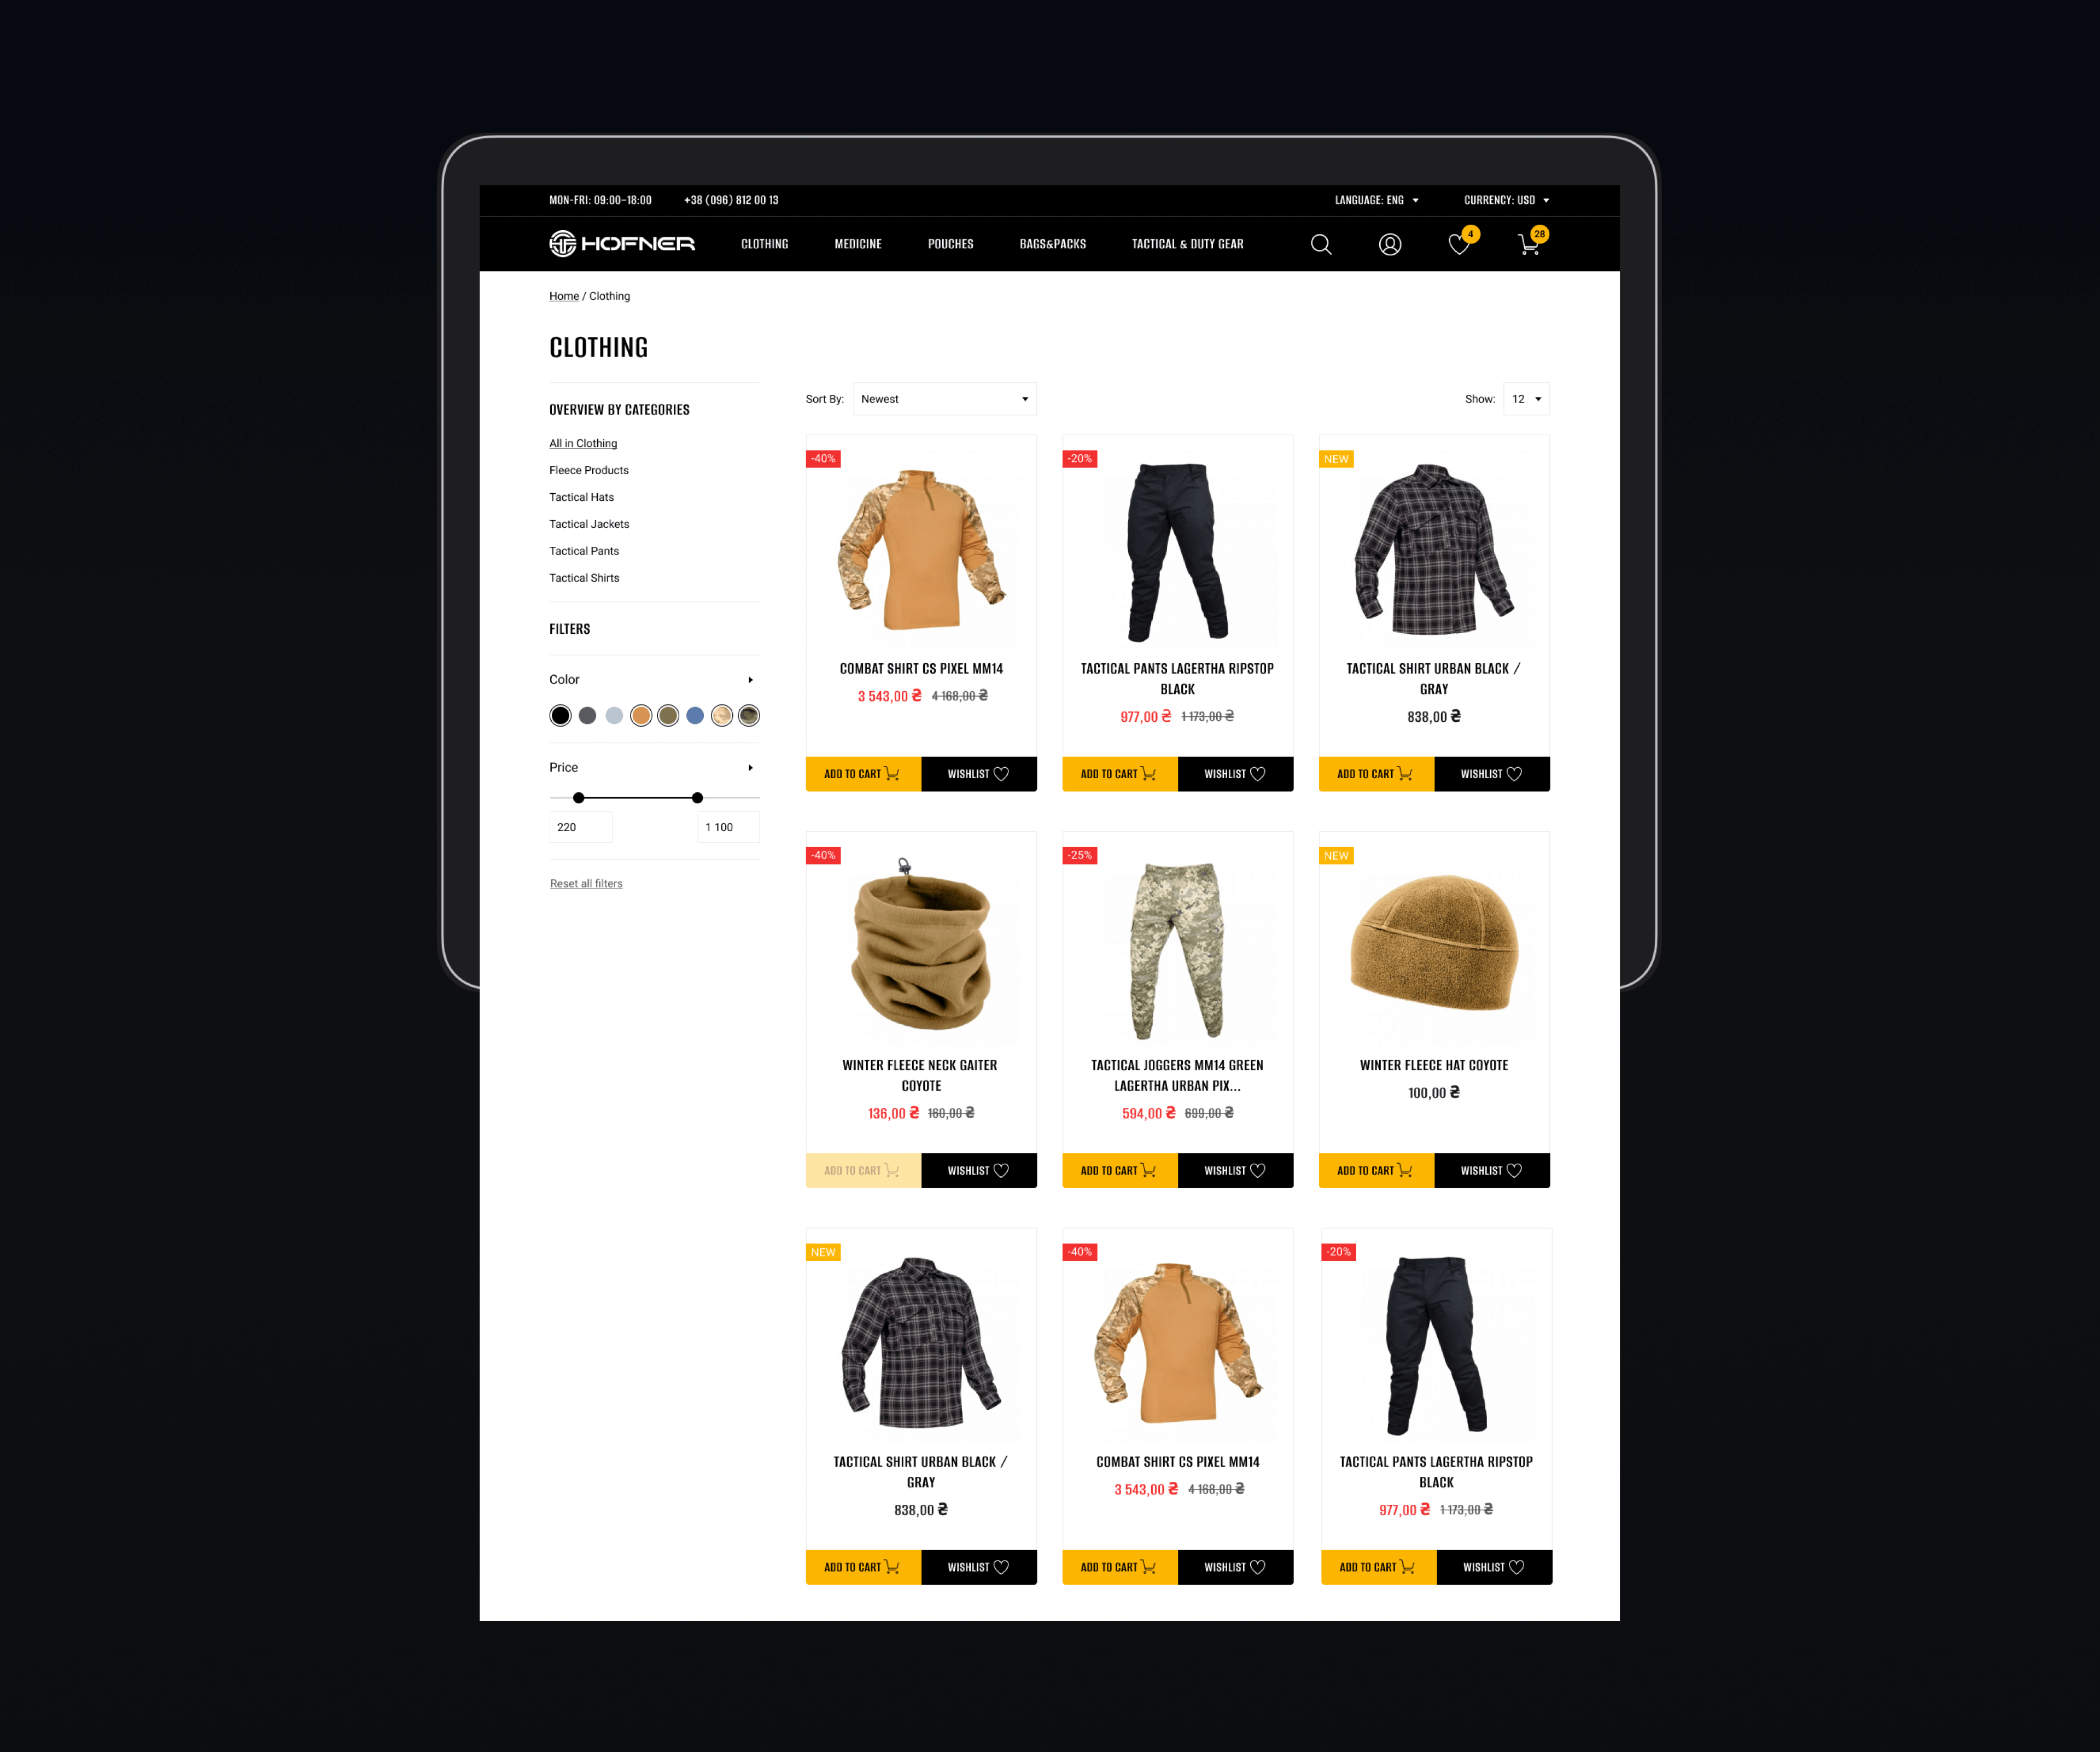 MON-FRI: 09:00–18:00 +38 (096) 812 00 13 LANGUAGE: ENG CURRENCY: USD
HOFNER CLOTHING MEDICINE POUCHES BAGS&PACKS TACTICAL & DUTY GEAR 4 28
Home / Clothing
CLOTHING
OVERVIEW BY CATEGORIES
All in Clothing
Fleece Products
Tactical Hats
Tactical Jackets
Tactical Pants
Tactical Shirts
FILTERS
Color
Price
220 1 100
Reset all filters
Sort By: Newest Show: 12
-40%
COMBAT SHIRT CS PIXEL MM14
3 543,00 ₴ 4 168,00 ₴
ADD TO CART WISHLIST
-20%
TACTICAL PANTS LAGERTHA RIPSTOP
BLACK
977,00 ₴ 1 173,00 ₴
ADD TO CART WISHLIST
NEW
TACTICAL SHIRT URBAN BLACK /
GRAY
838,00 ₴
ADD TO CART WISHLIST
-40%
WINTER FLEECE NECK GAITER
COYOTE
136,00 ₴ 160,00 ₴
ADD TO CART WISHLIST
-25%
TACTICAL JOGGERS MM14 GREEN
LAGERTHA URBAN PIX...
594,00 ₴ 699,00 ₴
ADD TO CART WISHLIST
NEW
WINTER FLEECE HAT COYOTE
100,00 ₴
ADD TO CART WISHLIST
NEW
TACTICAL SHIRT URBAN BLACK /
GRAY
838,00 ₴
ADD TO CART WISHLIST
-40%
COMBAT SHIRT CS PIXEL MM14
3 543,00 ₴ 4 168,00 ₴
ADD TO CART WISHLIST
-20%
TACTICAL PANTS LAGERTHA RIPSTOP
BLACK
977,00 ₴ 1 173,00 ₴
ADD TO CART WISHLIST